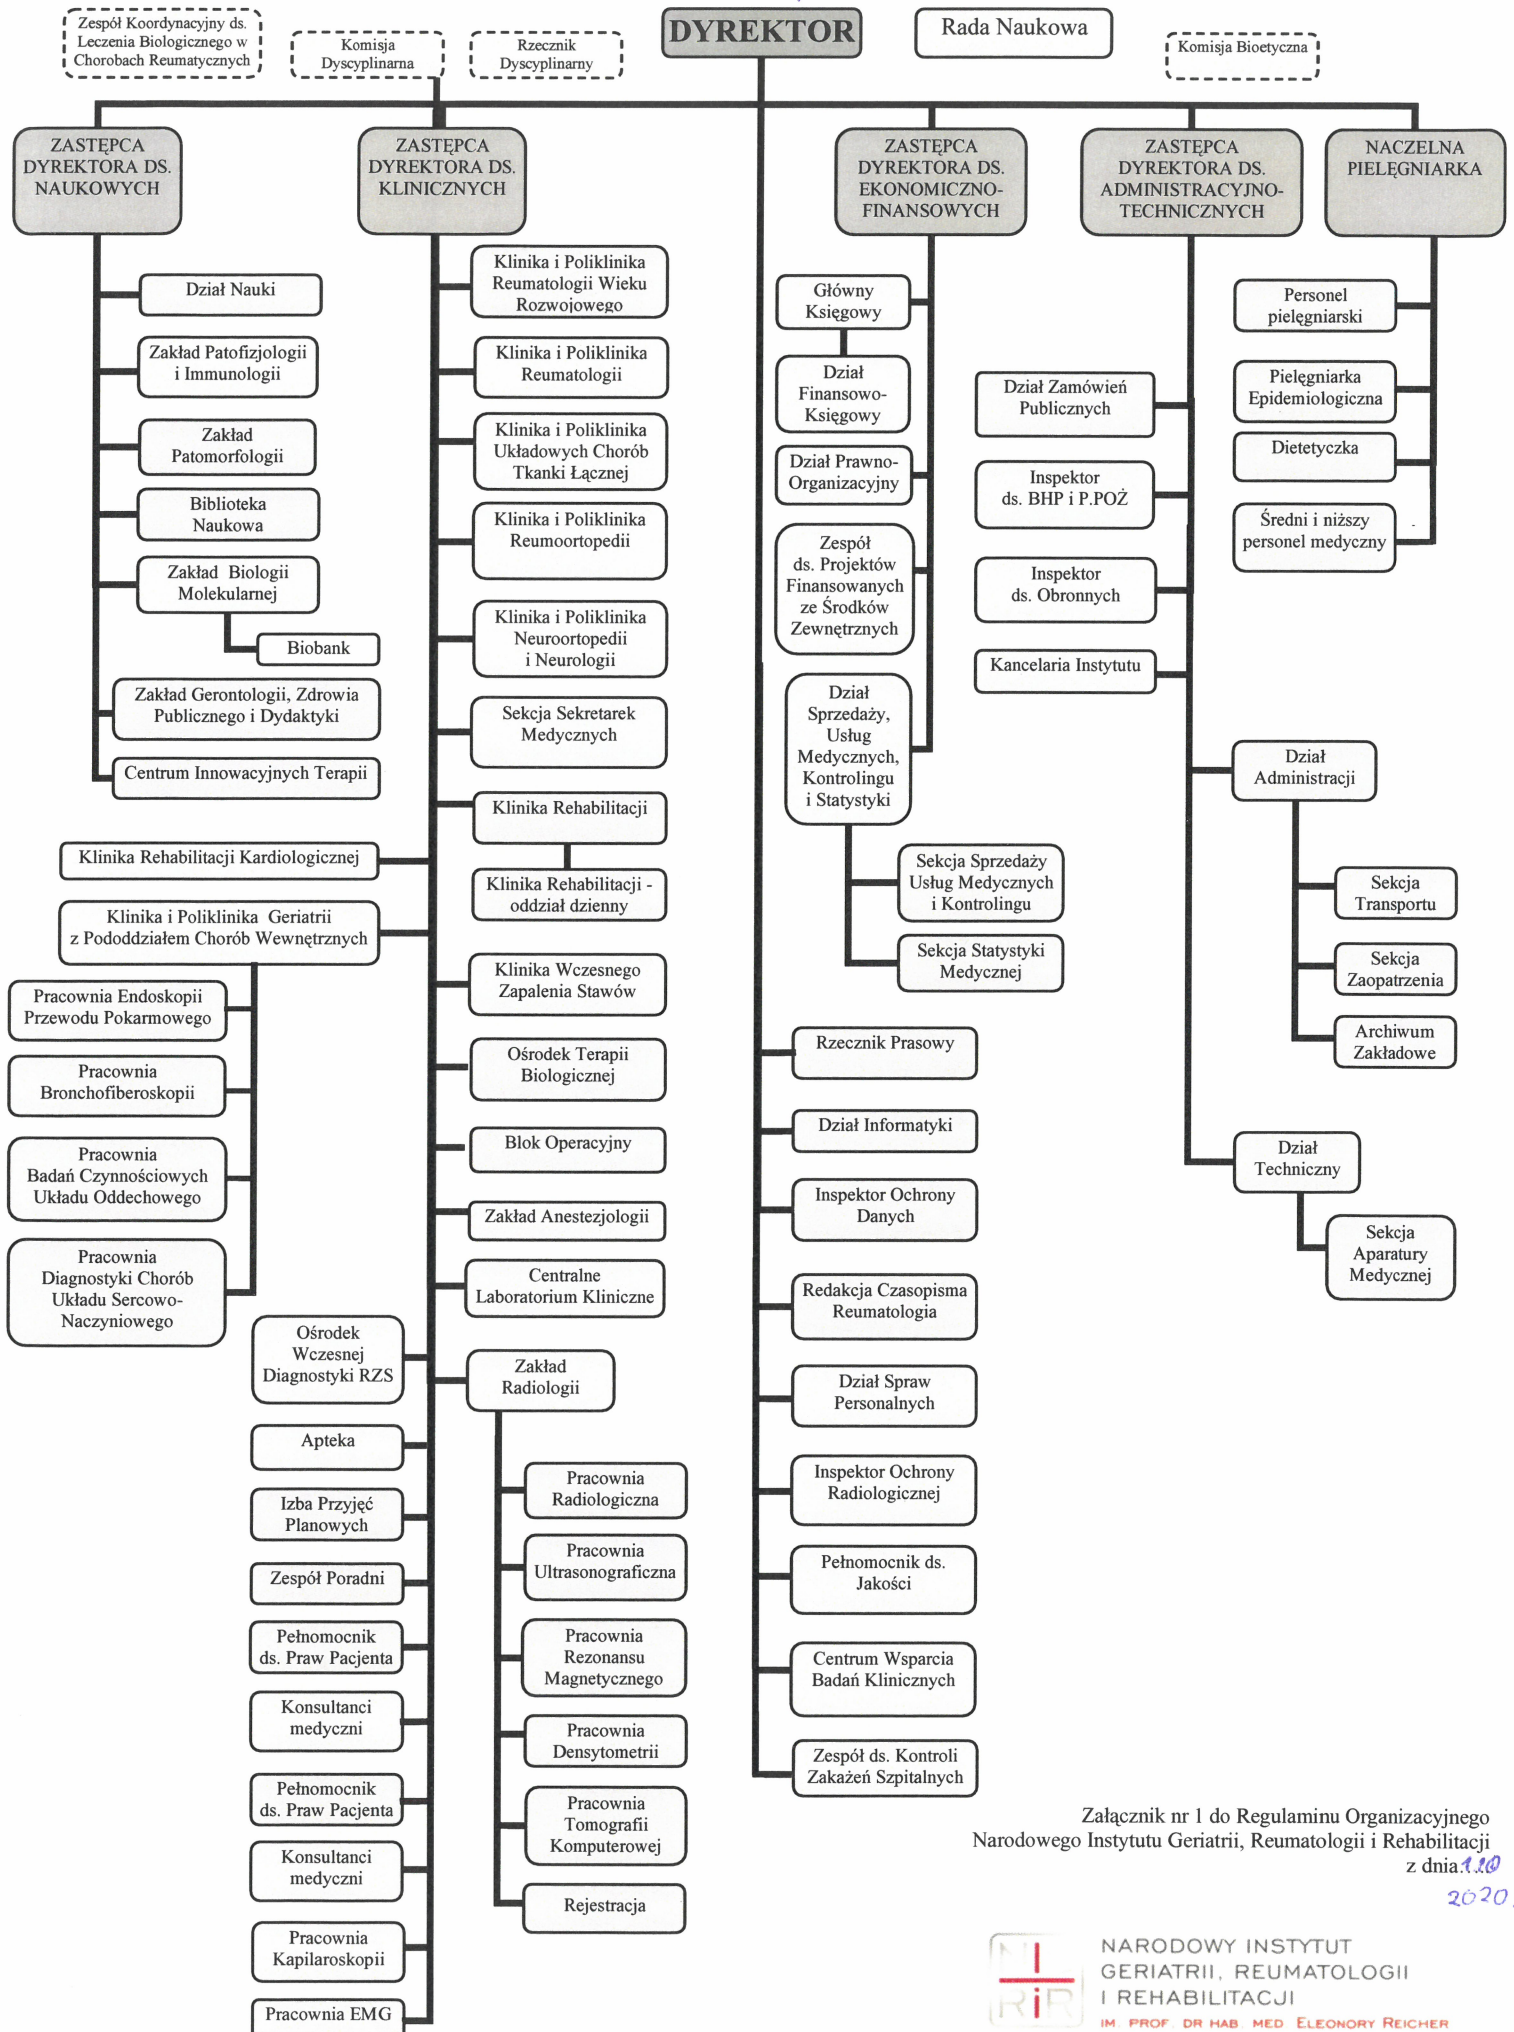 Zespół Koordynacyjny ds.
Leczenia Biologicznego w
Chorobach Reumatycznych
Komisja
Dyscyplinarna
Rzecznik
Dyscyplinarny
DYREKTOR
Rada Naukowa
Komisja Bioetyczna
ZASTĘPCA
DYREKTORA DS.
NAUKOWYCH
ZASTĘPCA
DYREKTORA DS.
KLINICZNYCH
ZASTĘPCA
DYREKTORA DS.
EKONOMICZNO-
FINANSOWYCH
ZASTĘPCA
DYREKTORA DS.
ADMINISTRACYJNO-
TECHNICZNYCH
NACZELNA
PIELĘGNIARKA
Dział Nauki
Zakład Patofizjologii
i Immunologii
Zakład
Patomorfologii
Biblioteka
Naukowa
Zakład Biologii
Molekularnej
Biobank
Zakład Gerontologii, Zdrowia
Publicznego i Dydaktyki
Centrum Innowacyjnych Terapii
Klinika i Poliklinika
Reumatologii Wieku
Rozwojowego
Klinika i Poliklinika
Reumatologii
Klinika i Poliklinika
Układowych Chorób
Tkanki Łącznej
Klinika i Poliklinika
Reumoortopedii
Klinika i Poliklinika
Neuroortopedii
i Neurologii
Sekcja Sekretarek
Medycznych
Klinika Rehabilitacji
Klinika Rehabilitacji -
oddział dzienny
Klinika Rehabilitacji Kardiologicznej
Klinika i Poliklinika Geriatrii
z Pododdziałem Chorób Wewnętrznych
Pracownia Endoskopii
Przewodu Pokarmowego
Pracownia
Bronchofiberoskopii
Pracownia
Badań Czynnościowych
Układu Oddechowego
Pracownia
Diagnostyki Chorób
Układu Sercowo-
Naczyniowego
Klinika Wczesnego
Zapalenia Stawów
Ośrodek Terapii
Biologicznej
Blok Operacyjny
Zakład Anestezjologii
Centralne
Laboratorium Kliniczne
Ośrodek
Wczesnej
Diagnostyki RZS
Apteka
Izba Przyjęć
Planowych
Zespół Poradni
Pełnomocnik
ds. Praw Pacjenta
Konsultanci
medyczni
Pełnomocnik
ds. Praw Pacjenta
Konsultanci
medyczni
Pracownia
Kapilaroskopii
Pracownia EMG
Zakład
Radiologii
Pracownia
Radiologiczna
Pracownia
Ultrasonograficzna
Pracownia
Rezonansu
Magnetycznego
Pracownia
Densytometrii
Pracownia
Tomografii
Komputerowej
Rejestracja
Główny
Księgowy
Dział
Finansowo-
Księgowy
Dział Prawno-
Organizacyjny
Zespół
ds. Projektów
Finansowanych
ze Środków
Zewnętrznych
Dział
Sprzedaży,
Usług
Medycznych,
Kontrolingu
i Statystyki
Sekcja Sprzedaży
Usług Medycznych
i Kontrolingu
Sekcja Statystyki
Medycznej
Rzecznik Prasowy
Dział Informatyki
Inspektor Ochrony
Danych
Redakcja Czasopisma
Reumatologia
Dział Spraw
Personalnych
Inspektor Ochrony
Radiologicznej
Pełnomocnik ds.
Jakości
Centrum Wsparcia
Badań Klinicznych
Zespół ds. Kontroli
Zakażeń Szpitalnych
Dział Zamówień
Publicznych
Inspektor
ds. BHP i P.POŻ
Inspektor
ds. Obronnych
Kancelaria Instytutu
Dział
Administracji
Sekcja
Transportu
Sekcja
Zaopatrzenia
Archiwum
Zakładowe
Dział
Techniczny
Sekcja
Aparatury
Medycznej
Personel
pielęgniarski
Pielęgniarka
Epidemiologiczna
Dietetyczka
Średni i niższy
personel medyczny
Załącznik nr 1 do Regulaminu Organizacyjnego
Narodowego Instytutu Geriatrii, Reumatologii i Rehabilitacji
z dnia
2020
NARODOWY INSTYTUT
GERIATRII, REUMATOLOGII
I REHABILITACJI
IM. PROF. DR HAB. MED. ELEONORY REICHER